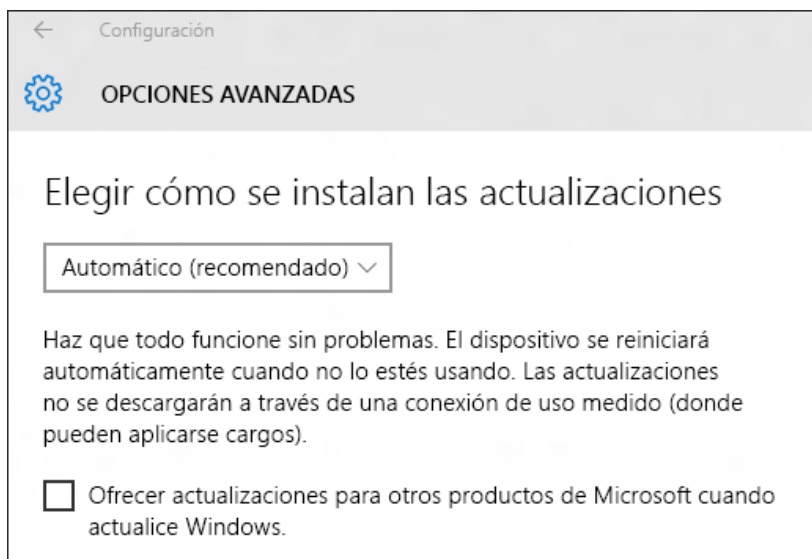 Configuración
OPCIONES AVANZADAS
Elegir cómo se instalan las actualizaciones
Automático (recomendado)
Haz que todo funcione sin problemas. El dispositivo se reiniciará
automáticamente cuando no lo estés usando. Las actualizaciones
no se descargarán a través de una conexión de uso medido (donde
pueden aplicarse cargos).
Ofrecer actualizaciones para otros productos de Microsoft cuando
actualice Windows.